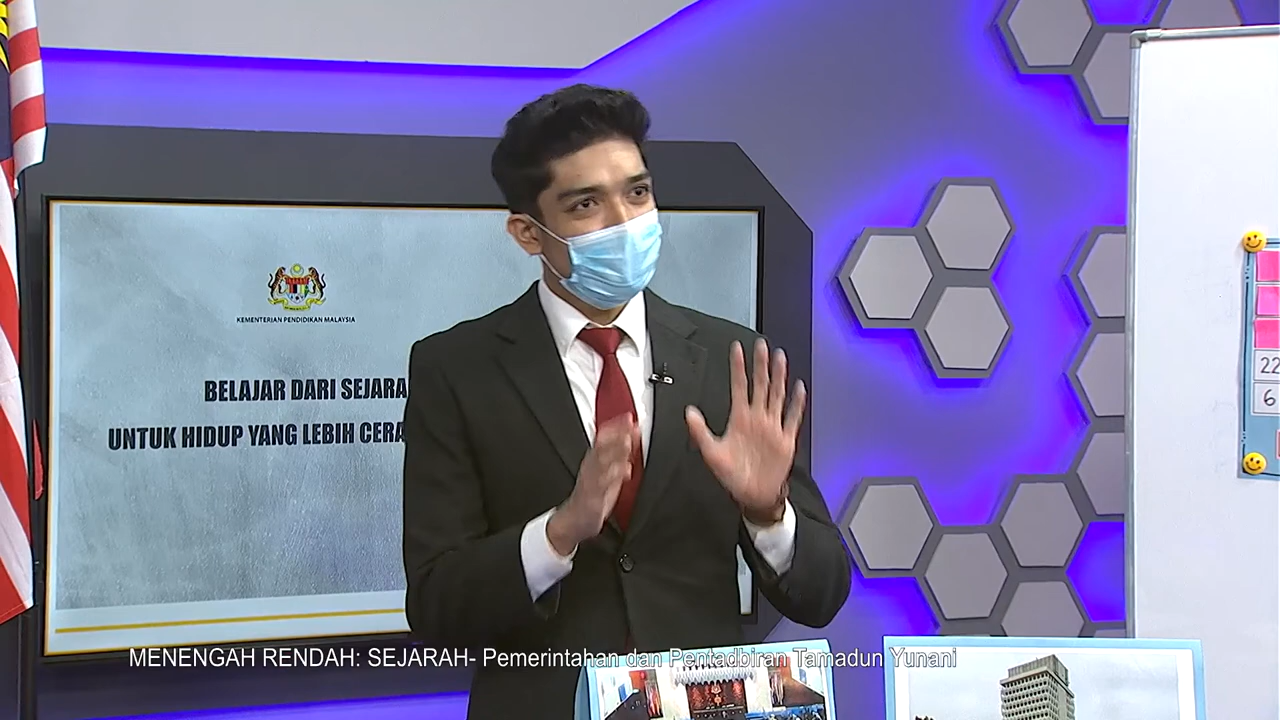 KEMENTERIAN PENDIDIKAN MALAYSIA
BELAJAR DARI SEJARA
UNTUK HIDUP YANG LEBIH CERA
22
6
MENENGAH RENDAH: SEJARAH- Pemerintahan dan Pentadbiran Tamadun Yunani